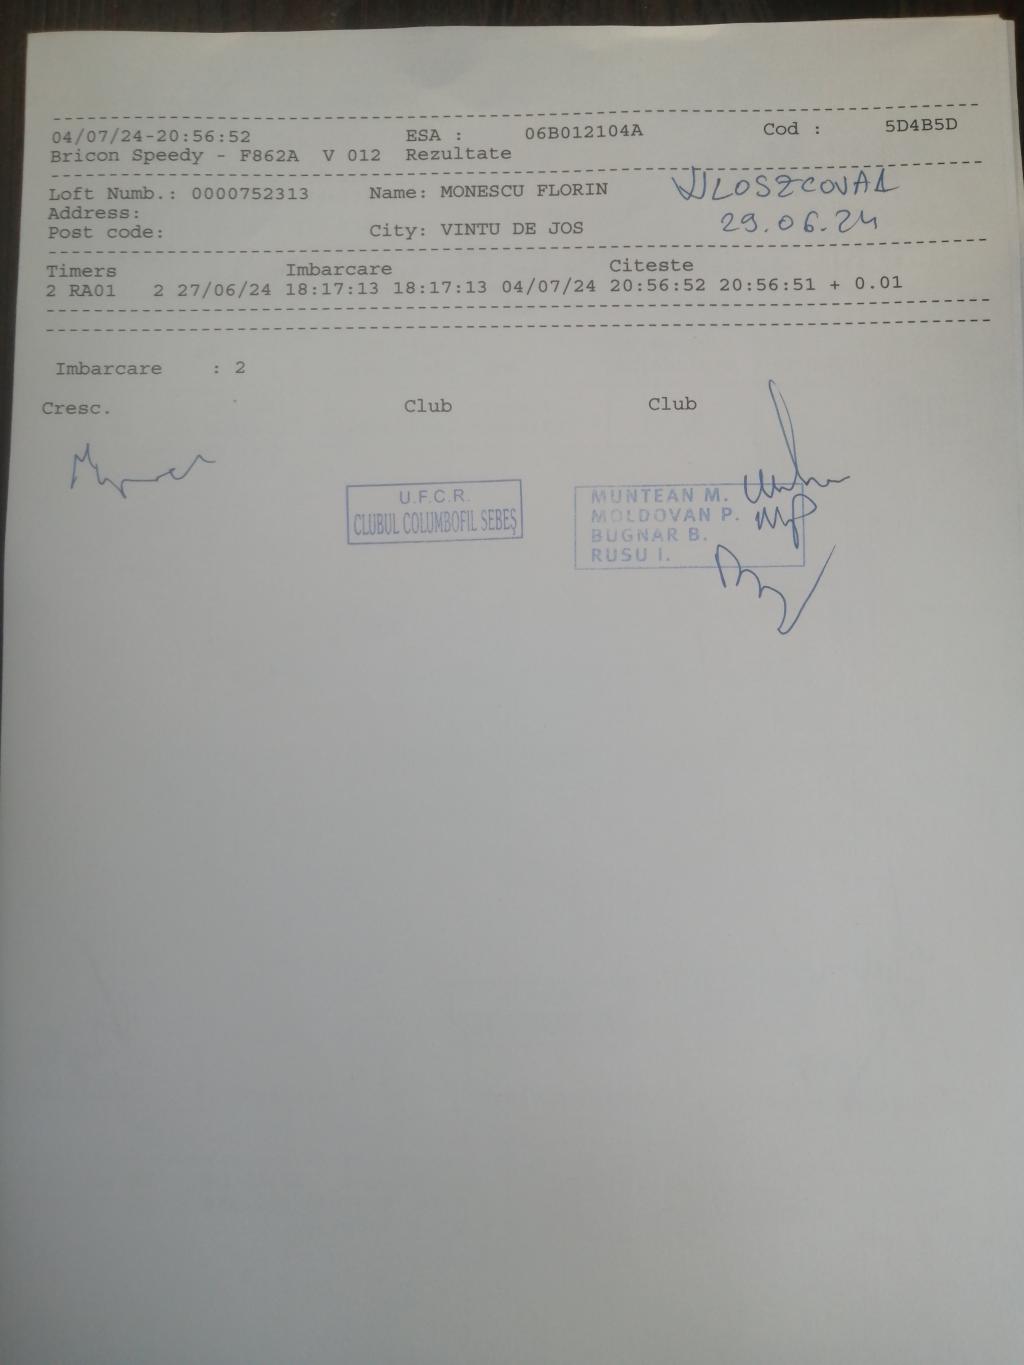 04/07/24-20:56:52 ESA : 06B012104A Cod : 5D4B5D
Bricon Speedy - F862A V 012 Rezultate
Loft Numb.: 0000752313 Name: MONESCU FLORIN WLOSZCOVA1
Address:
Post code: City: VINTU DE JOS 29.06.24
Timers Imbarcare Citeste
2 RA01 2 27/06/24 18:17:13 18:17:13 04/07/24 20:56:52 20:56:51 + 0.01
Imbarcare : 2
Cresc. Club Club
U.F.C.R.
CLUBUL COLUMBOFIL SEBEȘ
MUNTEAN M.
MOLDOVAN P.
BUGNAR B.
RUSU I.